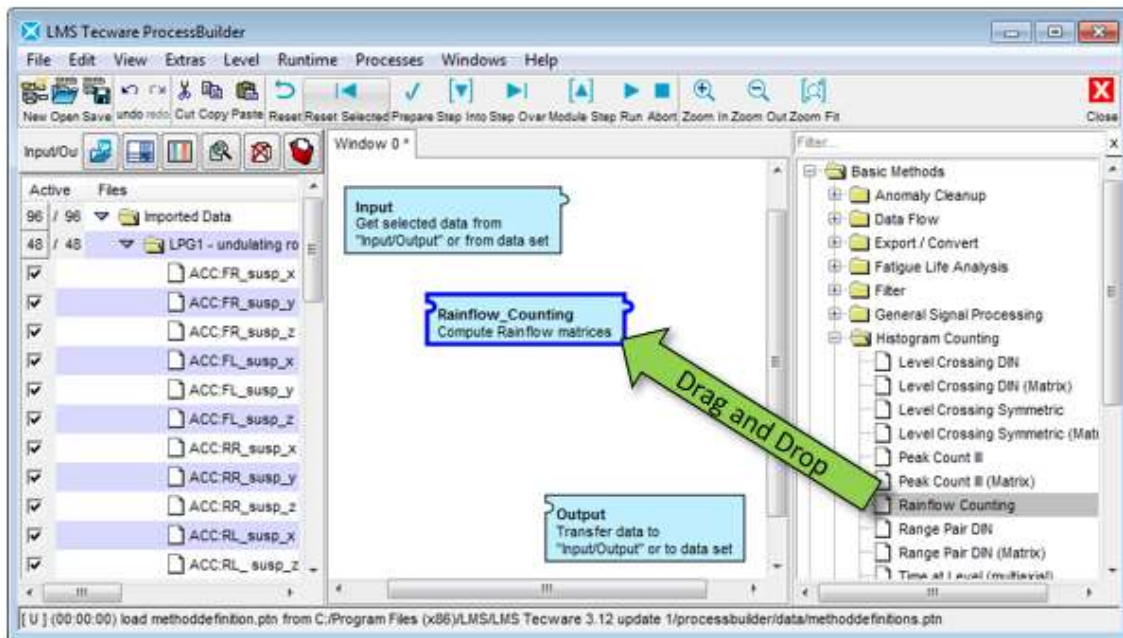 LMS Tecware ProcessBuilder
File Edit View Extras Level Runtime Processes Windows Help
New Open Save undo redo Cut Copy Paste Reset Reset Selected Prepare Step Into Step Over Module Step Run Abort Zoom In Zoom Out Zoom Fit Close
Input/Ou
Active Files
96 / 96 Imported Data
48 / 48 LPG1 - undulating ro
ACC:FR_susp_x
ACC:FR_susp_y
ACC:FR_susp_z
ACC:FL_susp_x
ACC:FL_susp_y
ACC:FL_susp_z
ACC:RR_susp_x
ACC:RR_susp_y
ACC:RR_susp_z
ACC:RL_susp_x
ACC:RL_ susp_z
Window 0 *
Input
Get selected data from
"Input/Output" or from data set
Rainflow_Counting
Compute Rainflow matrices
Drag and Drop
Output
Transfer data to
"Input/Output" or to data set
Filter... x
Basic Methods
Anomaly Cleanup
Data Flow
Export / Convert
Fatigue Life Analysis
Filter
General Signal Processing
Histogram Counting
Level Crossing DIN
Level Crossing DIN (Matrix)
Level Crossing Symmetric
Level Crossing Symmetric (Mat
Peak Count III
Peak Count III (Matrix)
Rainflow Counting
Range Pair DIN
Range Pair DIN (Matrix)
Time at Level (multiaxial)
[ U ] (00:00:00) load methoddefinition.ptn from C:/Program Files (x86)/LMS/LMS Tecware 3.12 update 1/processbuilder/data/methoddefinitions.ptn